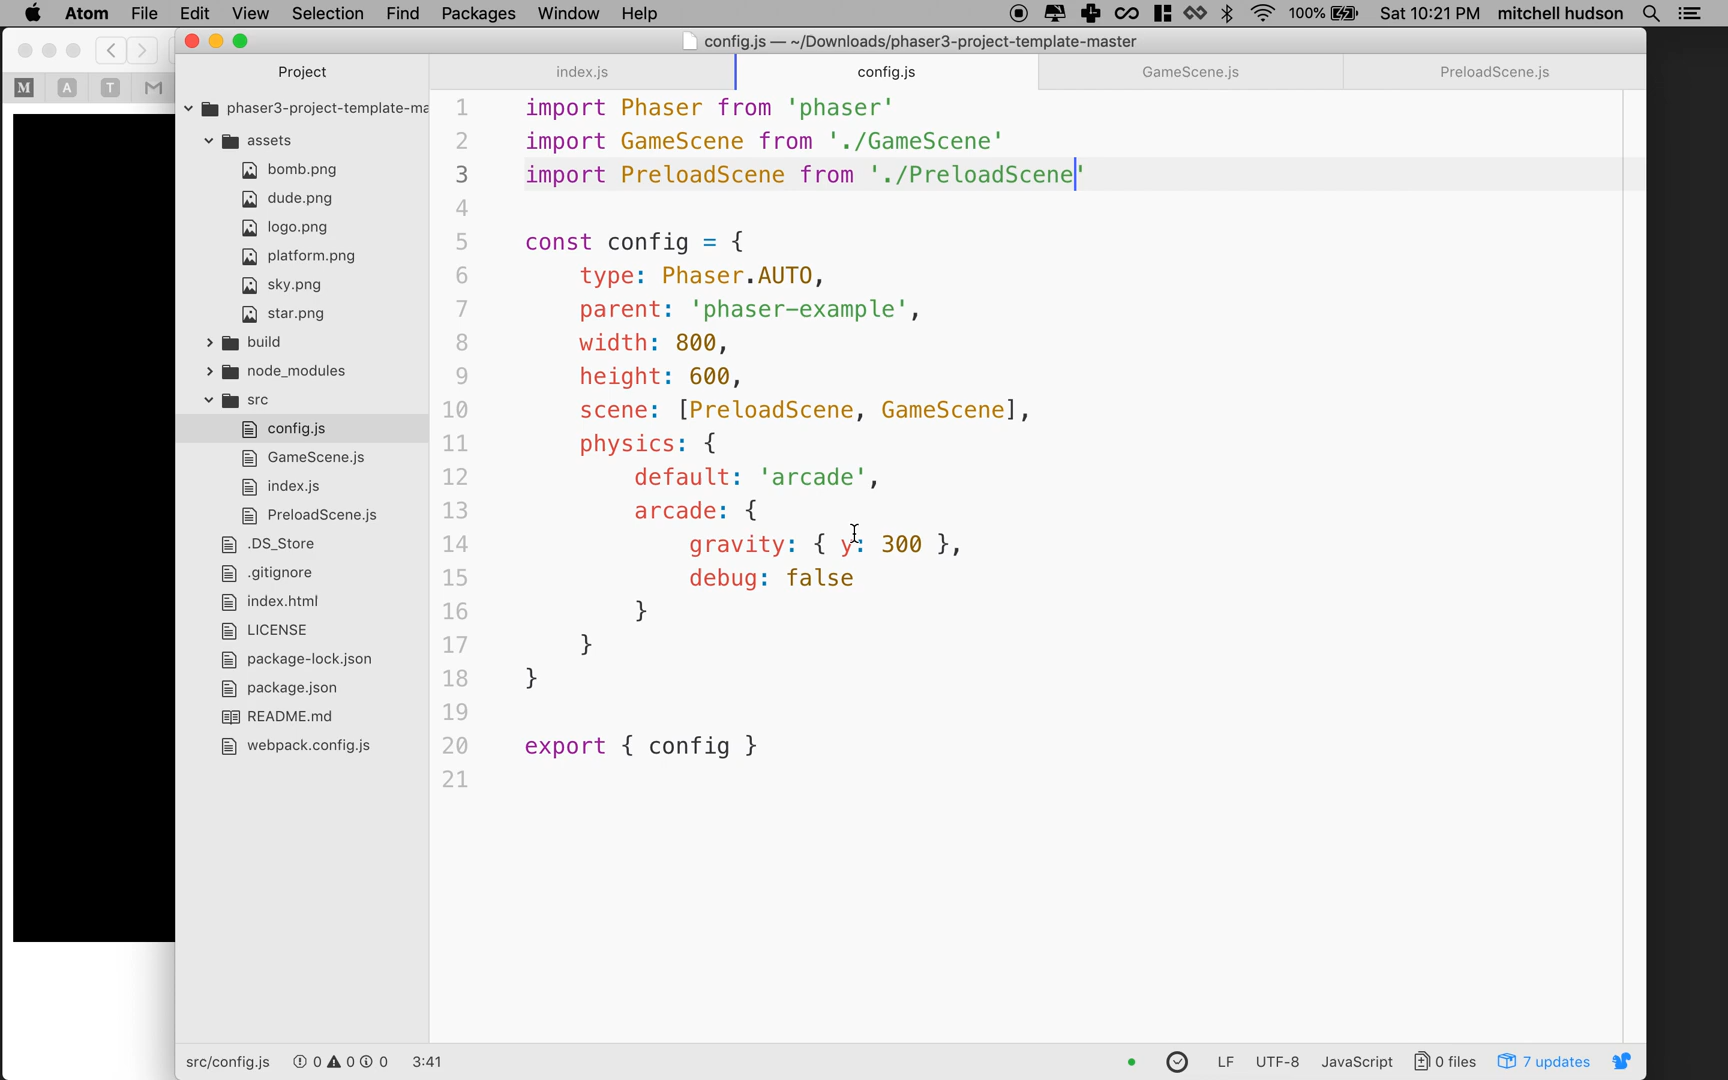 Atom File Edit View Selection Find Packages Window Help 100% Sat 10:21 PM mitchell hudson
config.js — ~/Downloads/phaser3-project-template-master
M A T M
Project
index.js config.js GameScene.js PreloadScene.js
phaser3-project-template-ma
assets
bomb.png
dude.png
logo.png
platform.png
sky.png
star.png
build
node_modules
src
config.js
GameScene.js
index.js
PreloadScene.js
.DS_Store
.gitignore
index.html
LICENSE
package-lock.json
package.json
README.md
webpack.config.js
1 import Phaser from 'phaser'
2 import GameScene from './GameScene'
3 import PreloadScene from './PreloadScene'
4
5 const config = {
6 type: Phaser.AUTO,
7 parent: 'phaser-example',
8 width: 800,
9 height: 600,
10 scene: [PreloadScene, GameScene],
11 physics: {
12 default: 'arcade',
13 arcade: {
14 gravity: { y: 300 },
15 debug: false
16 }
17 }
18 }
19
20 export { config }
21
src/config.js 0 0 0 3:41 LF UTF-8 JavaScript 0 files 7 updates